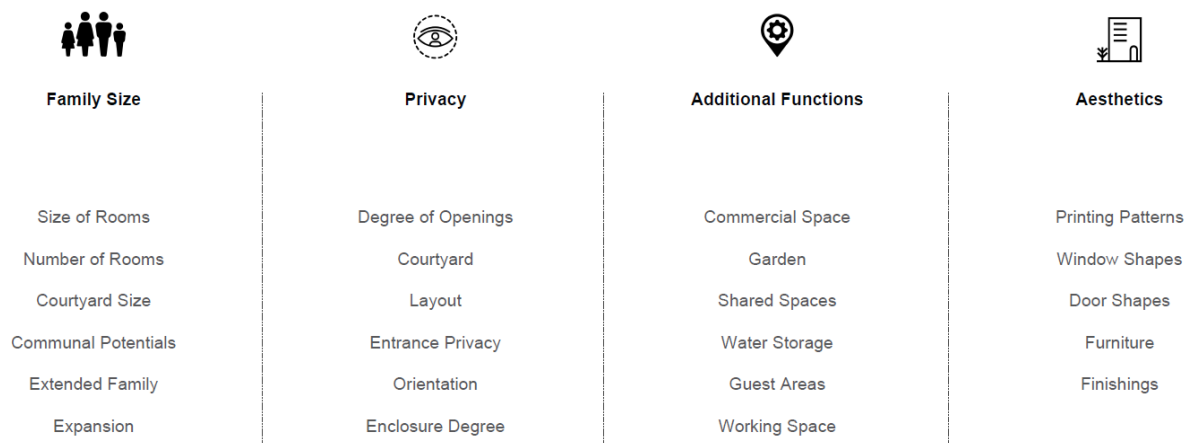 Family Size
Privacy
Additional Functions
Aesthetics
Size of Rooms
Degree of Openings
Commercial Space
Printing Patterns
Number of Rooms
Courtyard
Garden
Window Shapes
Courtyard Size
Layout
Shared Spaces
Door Shapes
Communal Potentials
Entrance Privacy
Water Storage
Furniture
Extended Family
Orientation
Guest Areas
Finishings
Expansion
Enclosure Degree
Working Space